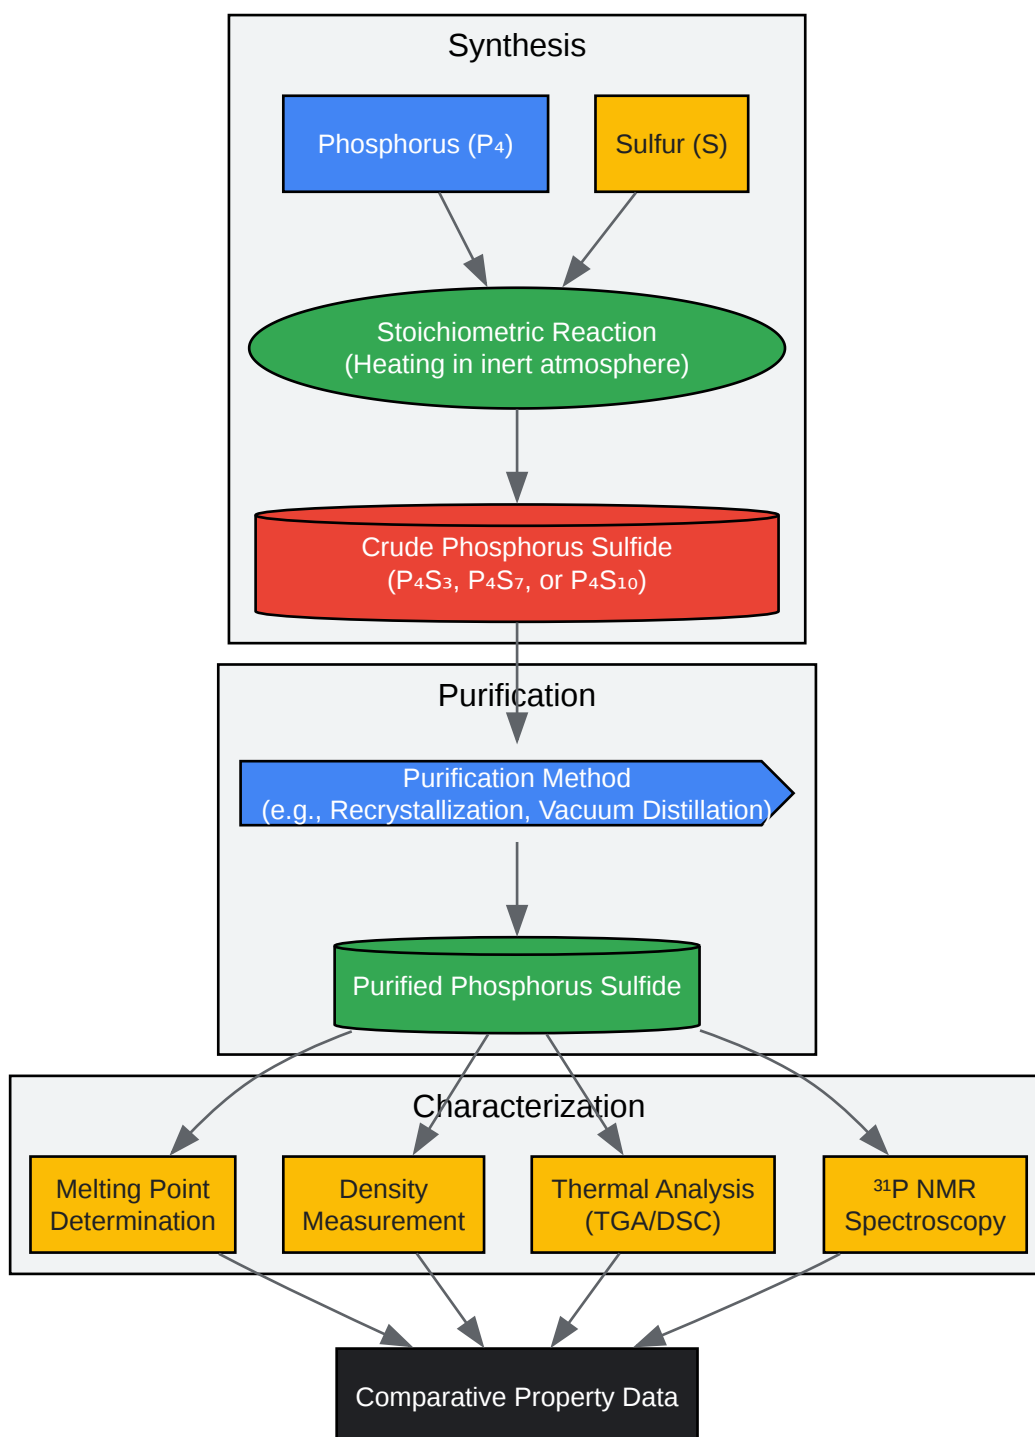 Synthesis
Phosphorus (P₄)
Sulfur (S)
Stoichiometric Reaction
(Heating in inert atmosphere)
Crude Phosphorus Sulfide
(P₄S₃, P₄S₇, or P₄S₁₀)
Purification
Purification Method
(e.g., Recrystallization, Vacuum Distillation)
Purified Phosphorus Sulfide
Characterization
Melting Point
Determination
Density
Measurement
Thermal Analysis
(TGA/DSC)
³¹P NMR
Spectroscopy
Comparative Property Data